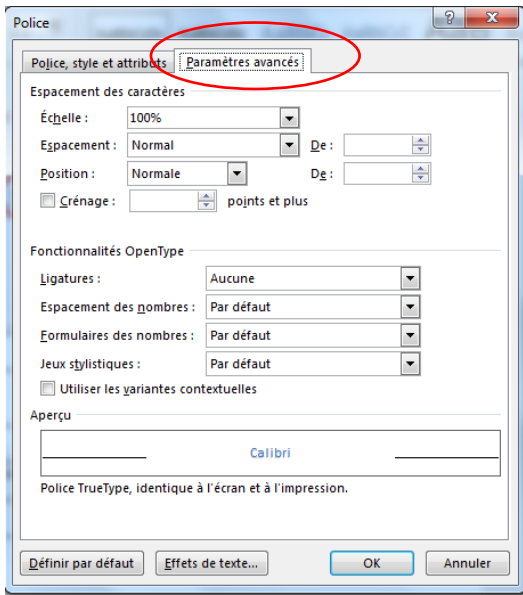 Police
?
Police, style et attributs
Paramètres avancés
Espacement des caractères
Échelle :
100%
Espacement :
Normal
De :
Position :
Normale
De :
Crénage :
points et plus
Fonctionnalités OpenType
Ligatures :
Aucune
Espacement des nombres :
Par défaut
Formulaires des nombres :
Par défaut
Jeux stylistiques :
Par défaut
Utiliser les variantes contextuelles
Aperçu
Calibri
Police TrueType, identique à l'écran et à l'impression.
Définir par défaut
Effets de texte...
OK
Annuler